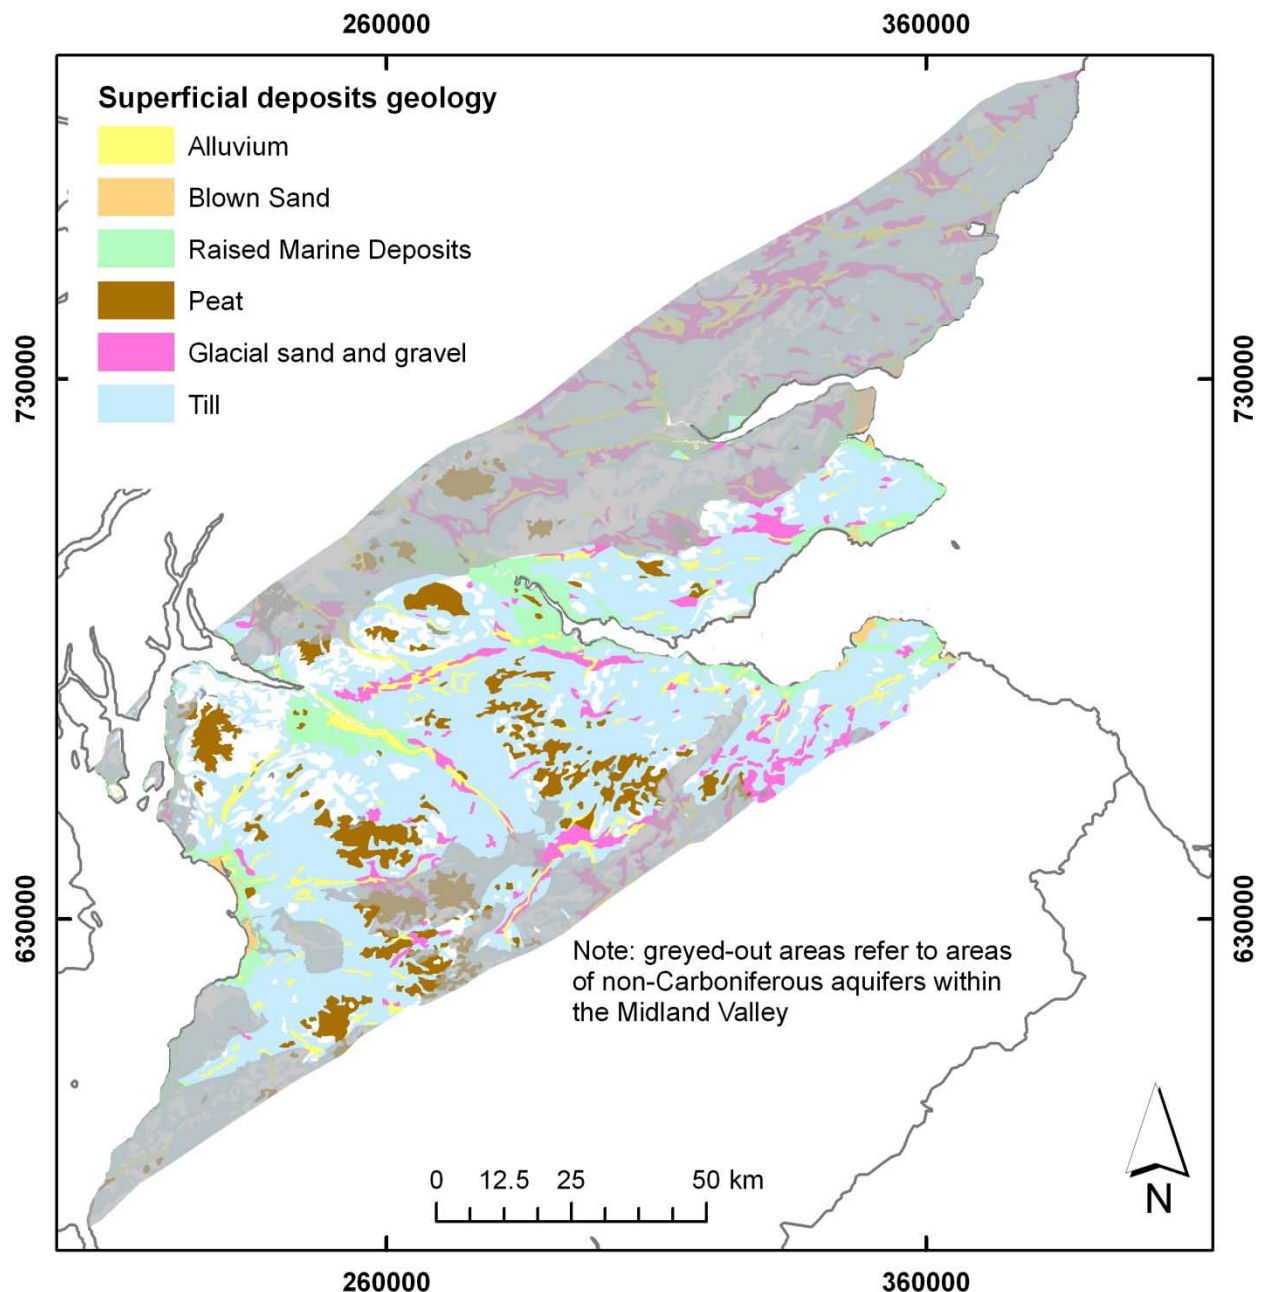 260000
360000
Superficial deposits geology
Alluvium
Blown Sand
Raised Marine Deposits
Peat
Glacial sand and gravel
Till
730000
730000
630000
630000
Note: greyed-out areas refer to areas
of non-Carboniferous aquifers within
the Midland Valley
0 12.5 25 50 km
N
260000
360000